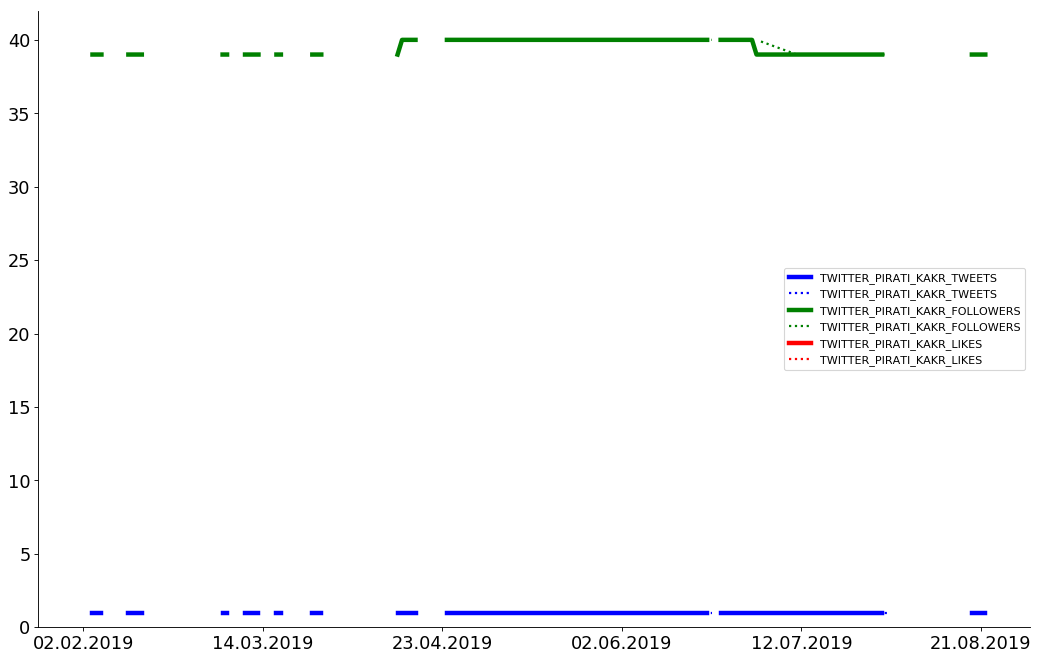 40
35
30
25
20
15
10
5
0
TWITTER_PIRATI_KAKR_TWEETS
TWITTER_PIRATI_KAKR_TWEETS
TWITTER_PIRATI_KAKR_FOLLOWERS
TWITTER_PIRATI_KAKR_FOLLOWERS
TWITTER_PIRATI_KAKR_LIKES
TWITTER_PIRATI_KAKR_LIKES
02.02.2019 14.03.2019 23.04.2019 02.06.2019 12.07.2019 21.08.2019